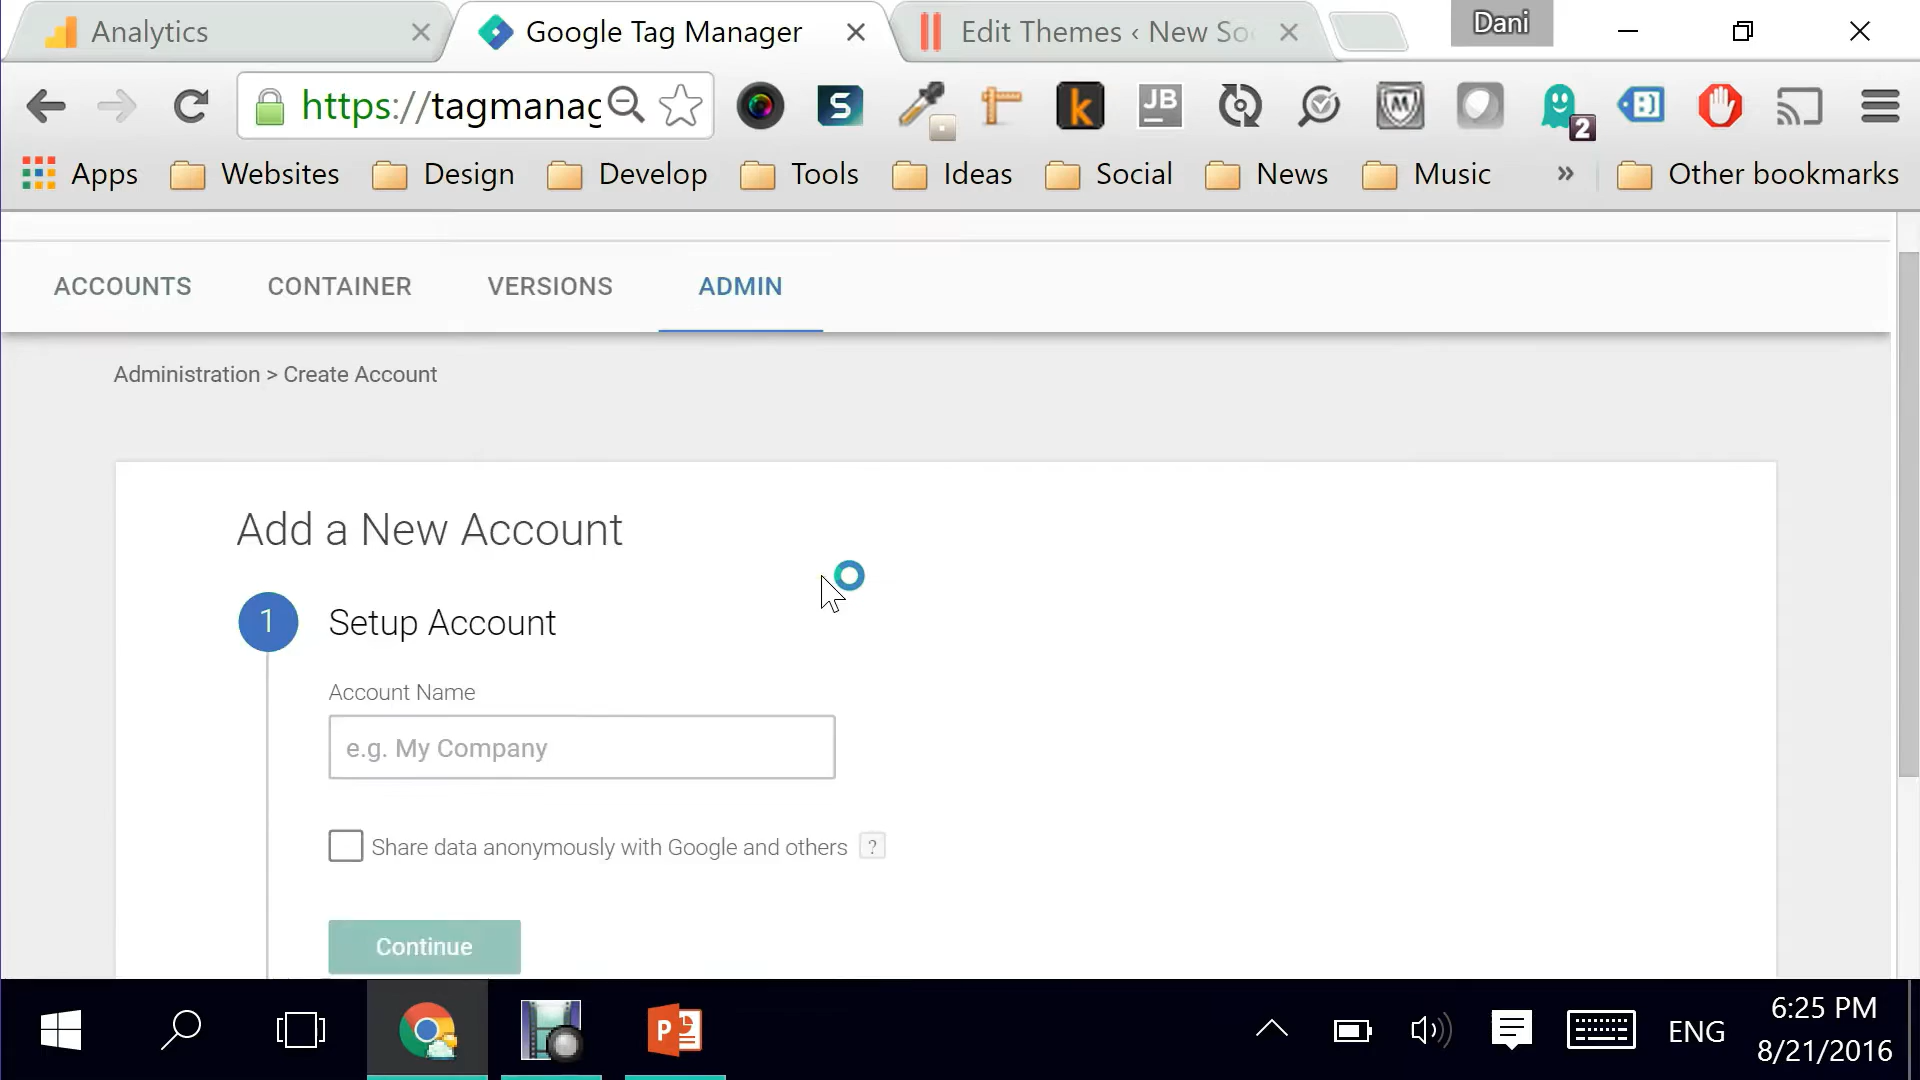 Analytics
Google Tag Manager
Edit Themes ‹ New So
Dani
https://tagmanag
S
k
JB
M
2
B
Apps
Websites
Design
Develop
Tools
Ideas
Social
News
Music
»
Other bookmarks
ACCOUNTS
CONTAINER
VERSIONS
ADMIN
Administration > Create Account
Add a New Account
1
Setup Account
Account Name
e.g. My Company
Share data anonymously with Google and others
?
Continue
P
ENG
6:25 PM
8/21/2016